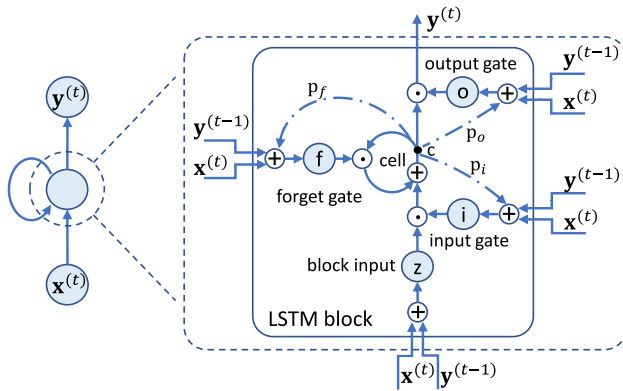 y^(t)
output gate
y^(t−1)
x^(t)
o
y^(t)
p_f
p_o
y^(t−1)
x^(t)
f
cell
c
p_i
forget gate
y^(t−1)
x^(t)
i
input gate
block input
z
x^(t)
LSTM block
x^(t) y^(t−1)